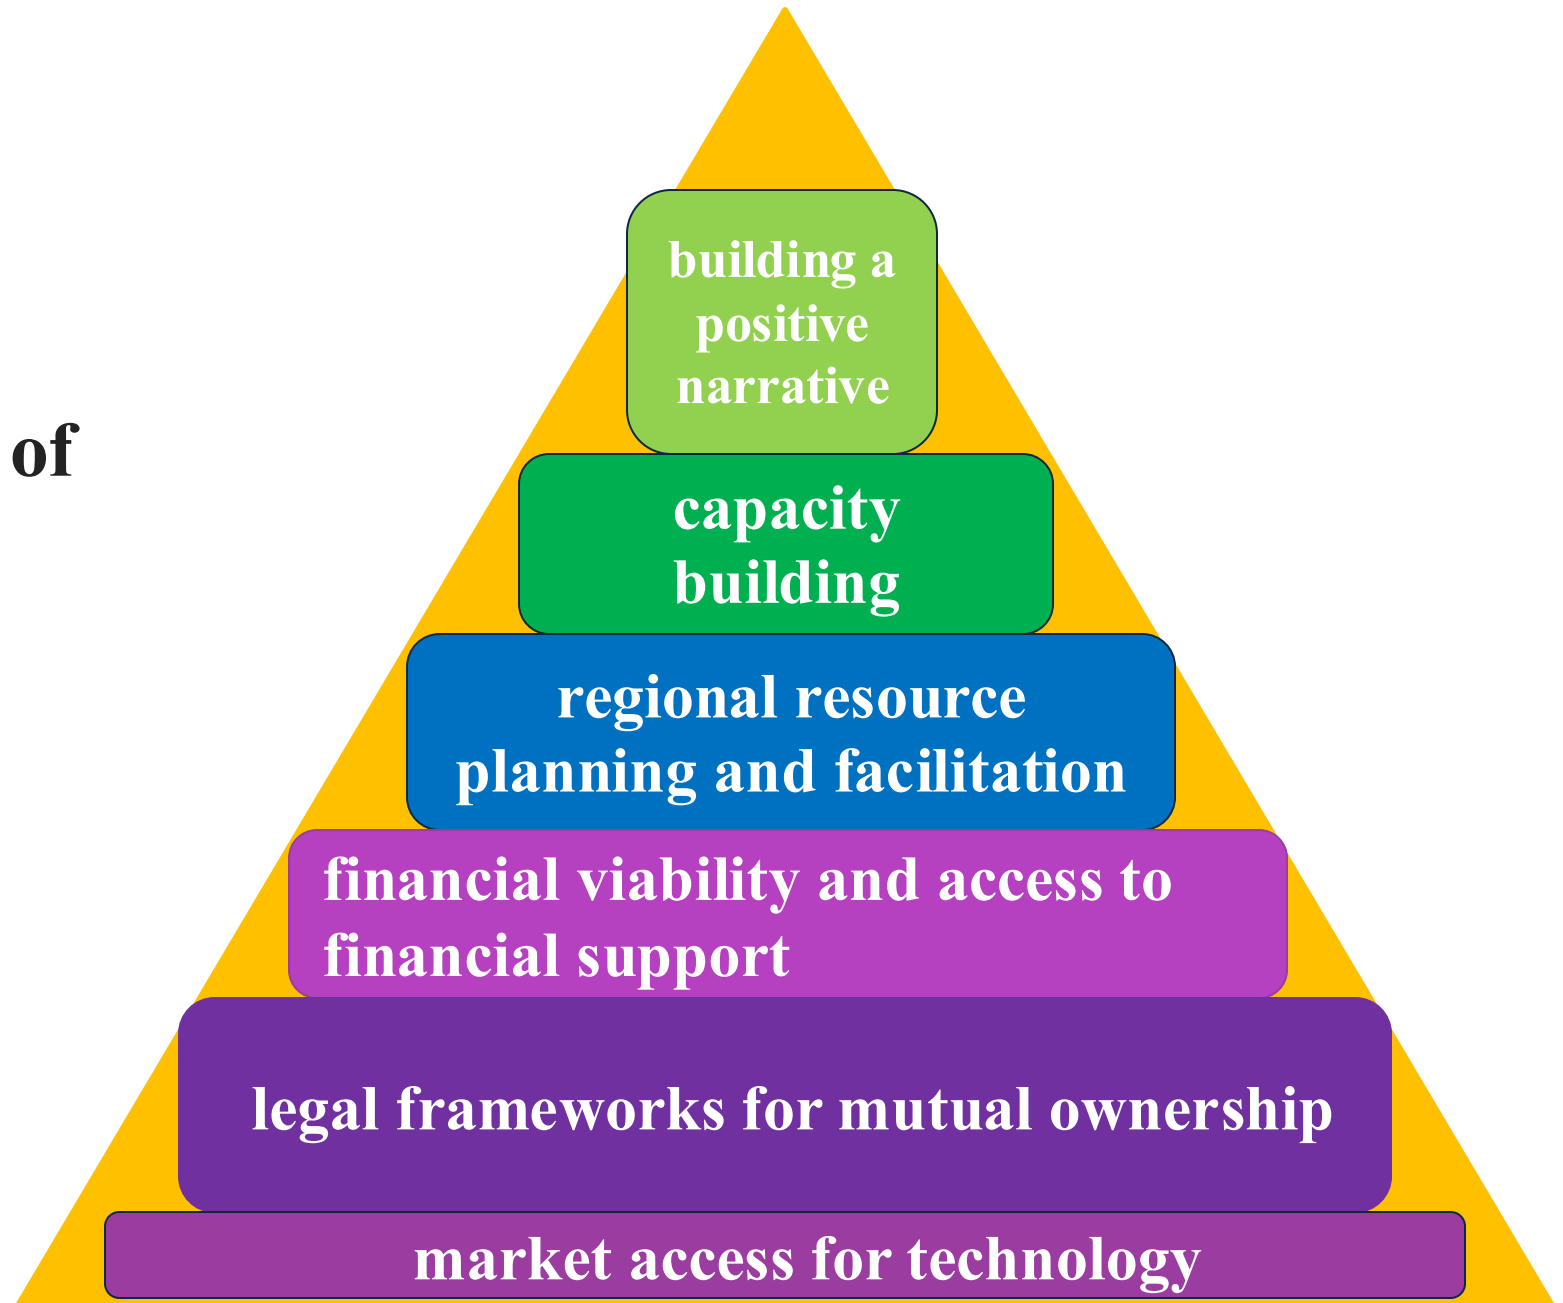 building a
positive
narrative
of
capacity
building
regional resource
planning and facilitation
financial viability and access to
financial support
legal frameworks for mutual ownership
market access for technology